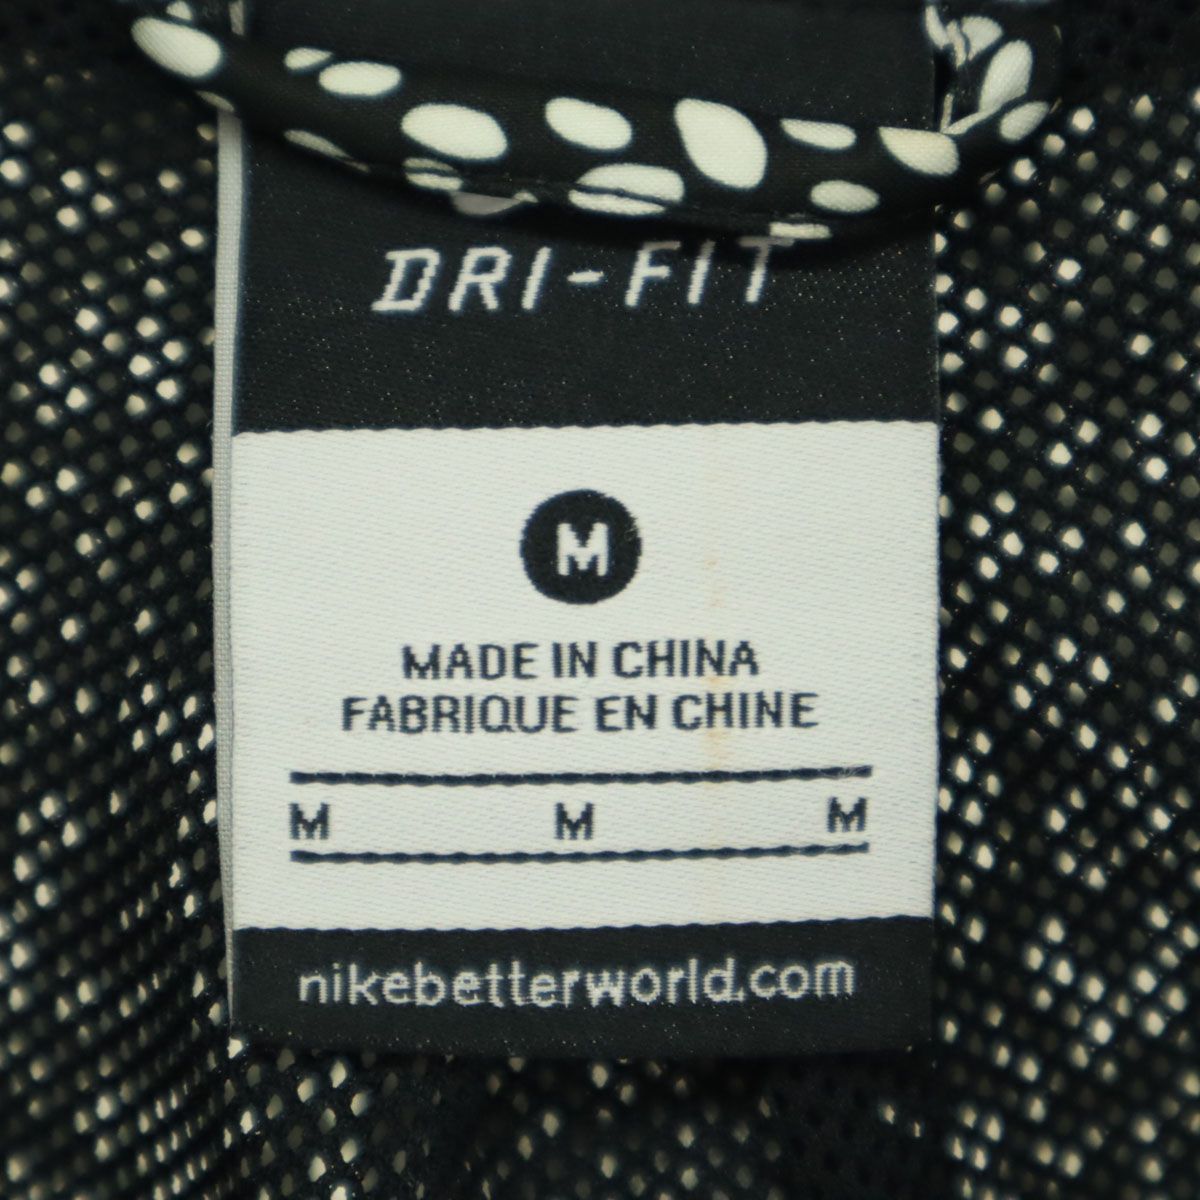 DRI-FIT
M
MADE IN CHINA
FABRIQUE EN CHINE
M M M
nikebetterworld.com